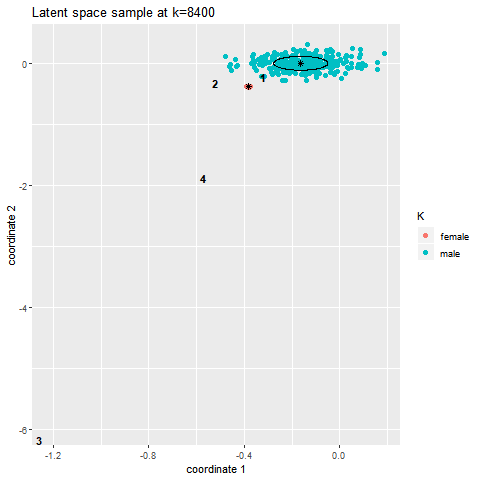 Latent space sample at k=8400
0
-2
-4
-6
coordinate 2
1
2
4
3
-1.2
-0.8
-0.4
0.0
coordinate 1
K
female
male